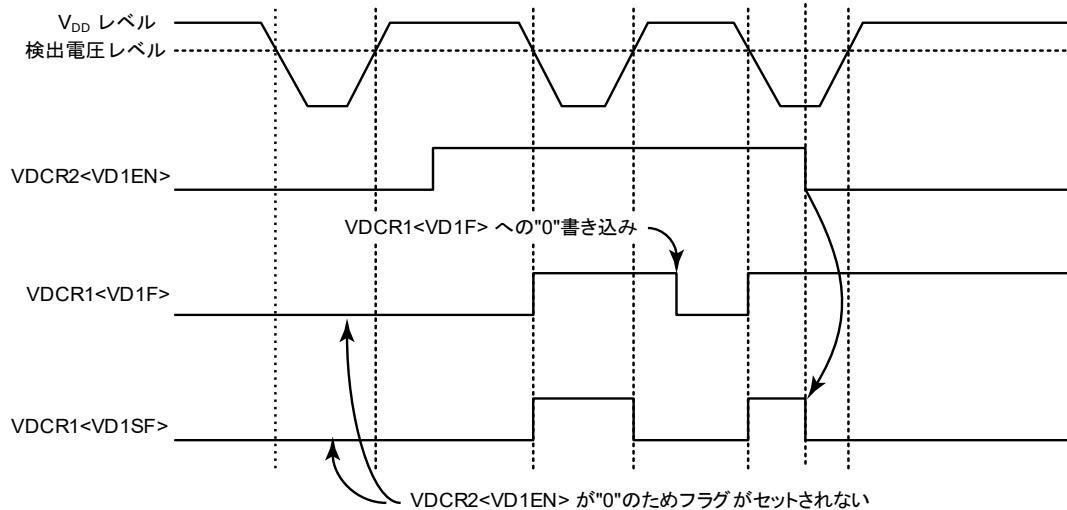 VDD レベル
検出電圧レベル
VDCR2<VD1EN>
VDCR1<VD1F> への"0"書き込み
VDCR1<VD1F>
VDCR1<VD1SF>
VDCR2<VD1EN> が"0"のためフラグがセットされない